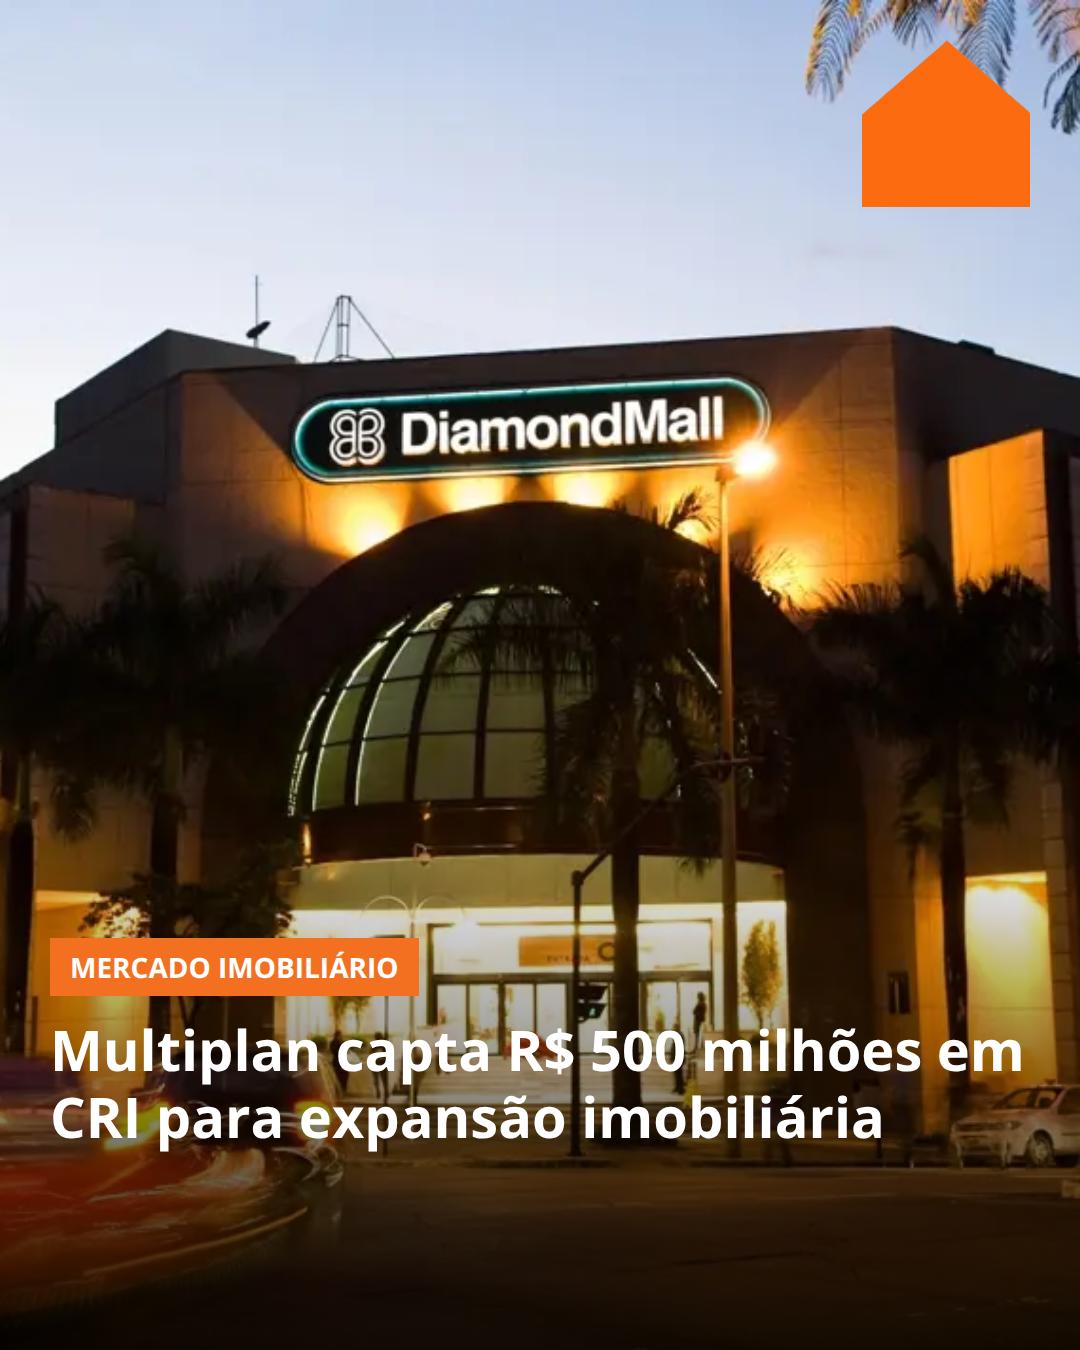 DiamondMall
MERCADO IMOBILIÁRIO
Multiplan capta R$ 500 milhões em
CRI para expansão imobiliária